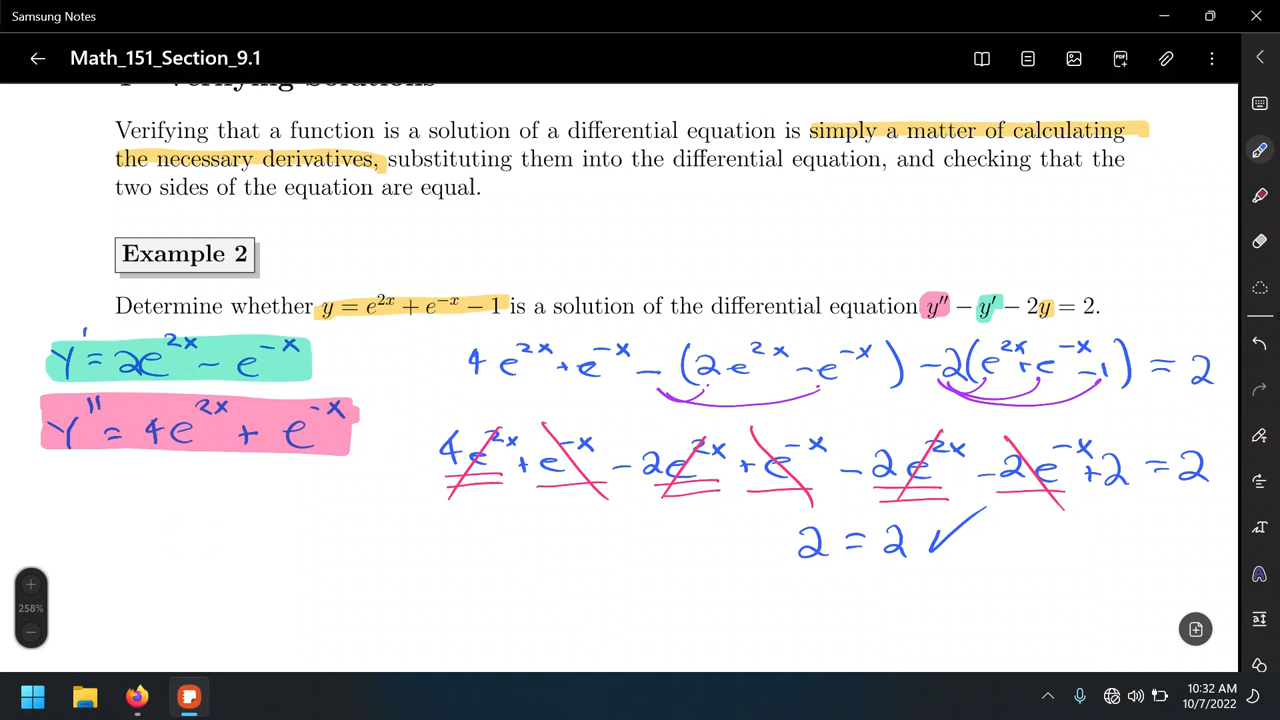 Samsung Notes
Math_151_Section_9.1
Verifying that a function is a solution of a differential equation is simply a matter of calculating
the necessary derivatives, substituting them into the differential equation, and checking that the
two sides of the equation are equal.
Example 2
Determine whether y = e^{2x} + e^{-x} − 1 is a solution of the differential equation y'' − y' − 2y = 2.
y' = 2e^{2x} − e^{-x}
4e^{2x} + e^{-x} − (2e^{2x} − e^{-x}) − 2(e^{2x} + e^{-x} − 1) = 2
y'' = 4e^{2x} + e^{-x}
4e^{2x} + e^{-x} − 2e^{2x} + e^{-x} − 2e^{2x} − 2e^{-x} + 2 = 2
2 = 2 ✓
258%
10:32 AM
10/7/2022